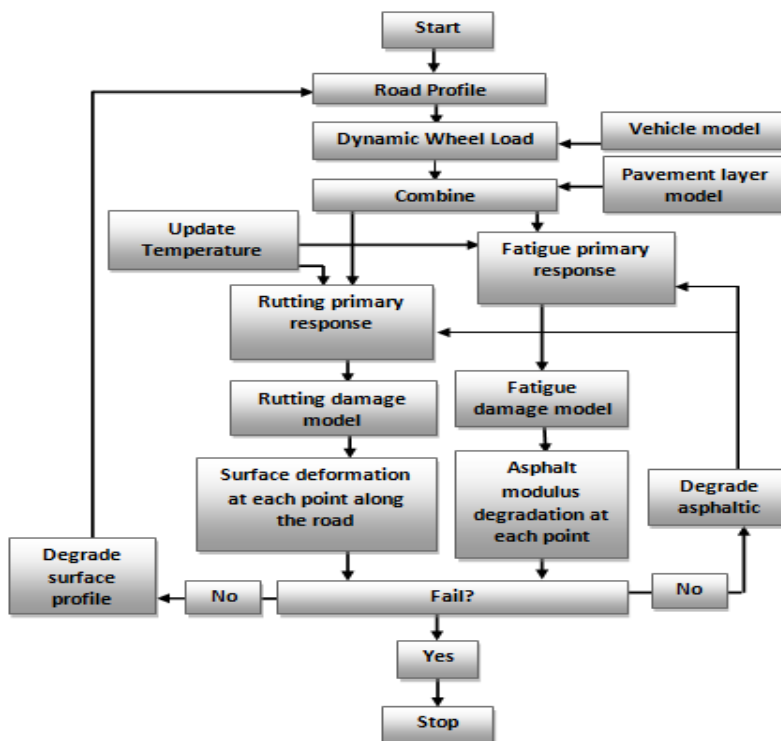 Start
Road Profile
Dynamic Wheel Load
Vehicle model
Combine
Pavement layer
model
Update
Temperature
Fatigue primary
response
Rutting primary
response
Rutting damage
model
Fatigue
damage model
Surface deformation
at each point along
the road
Asphalt
modulus
degradation at
each point
Degrade
asphaltic
Degrade
surface
profile
No
Fail?
No
Yes
Stop